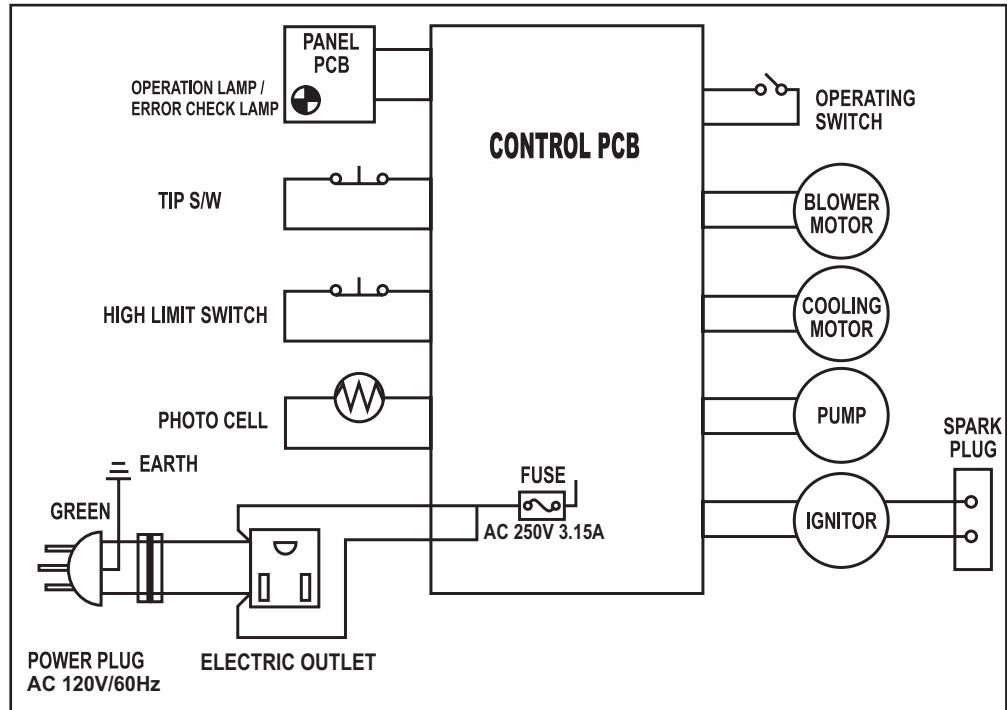 PANEL
PCB
OPERATION LAMP /
ERROR CHECK LAMP
TIP S/W
HIGH LIMIT SWITCH
PHOTO CELL
EARTH
GREEN
POWER PLUG
AC 120V/60Hz
ELECTRIC OUTLET
CONTROL PCB
FUSE
AC 250V 3.15A
OPERATING
SWITCH
BLOWER
MOTOR
COOLING
MOTOR
PUMP
SPARK
PLUG
IGNITOR